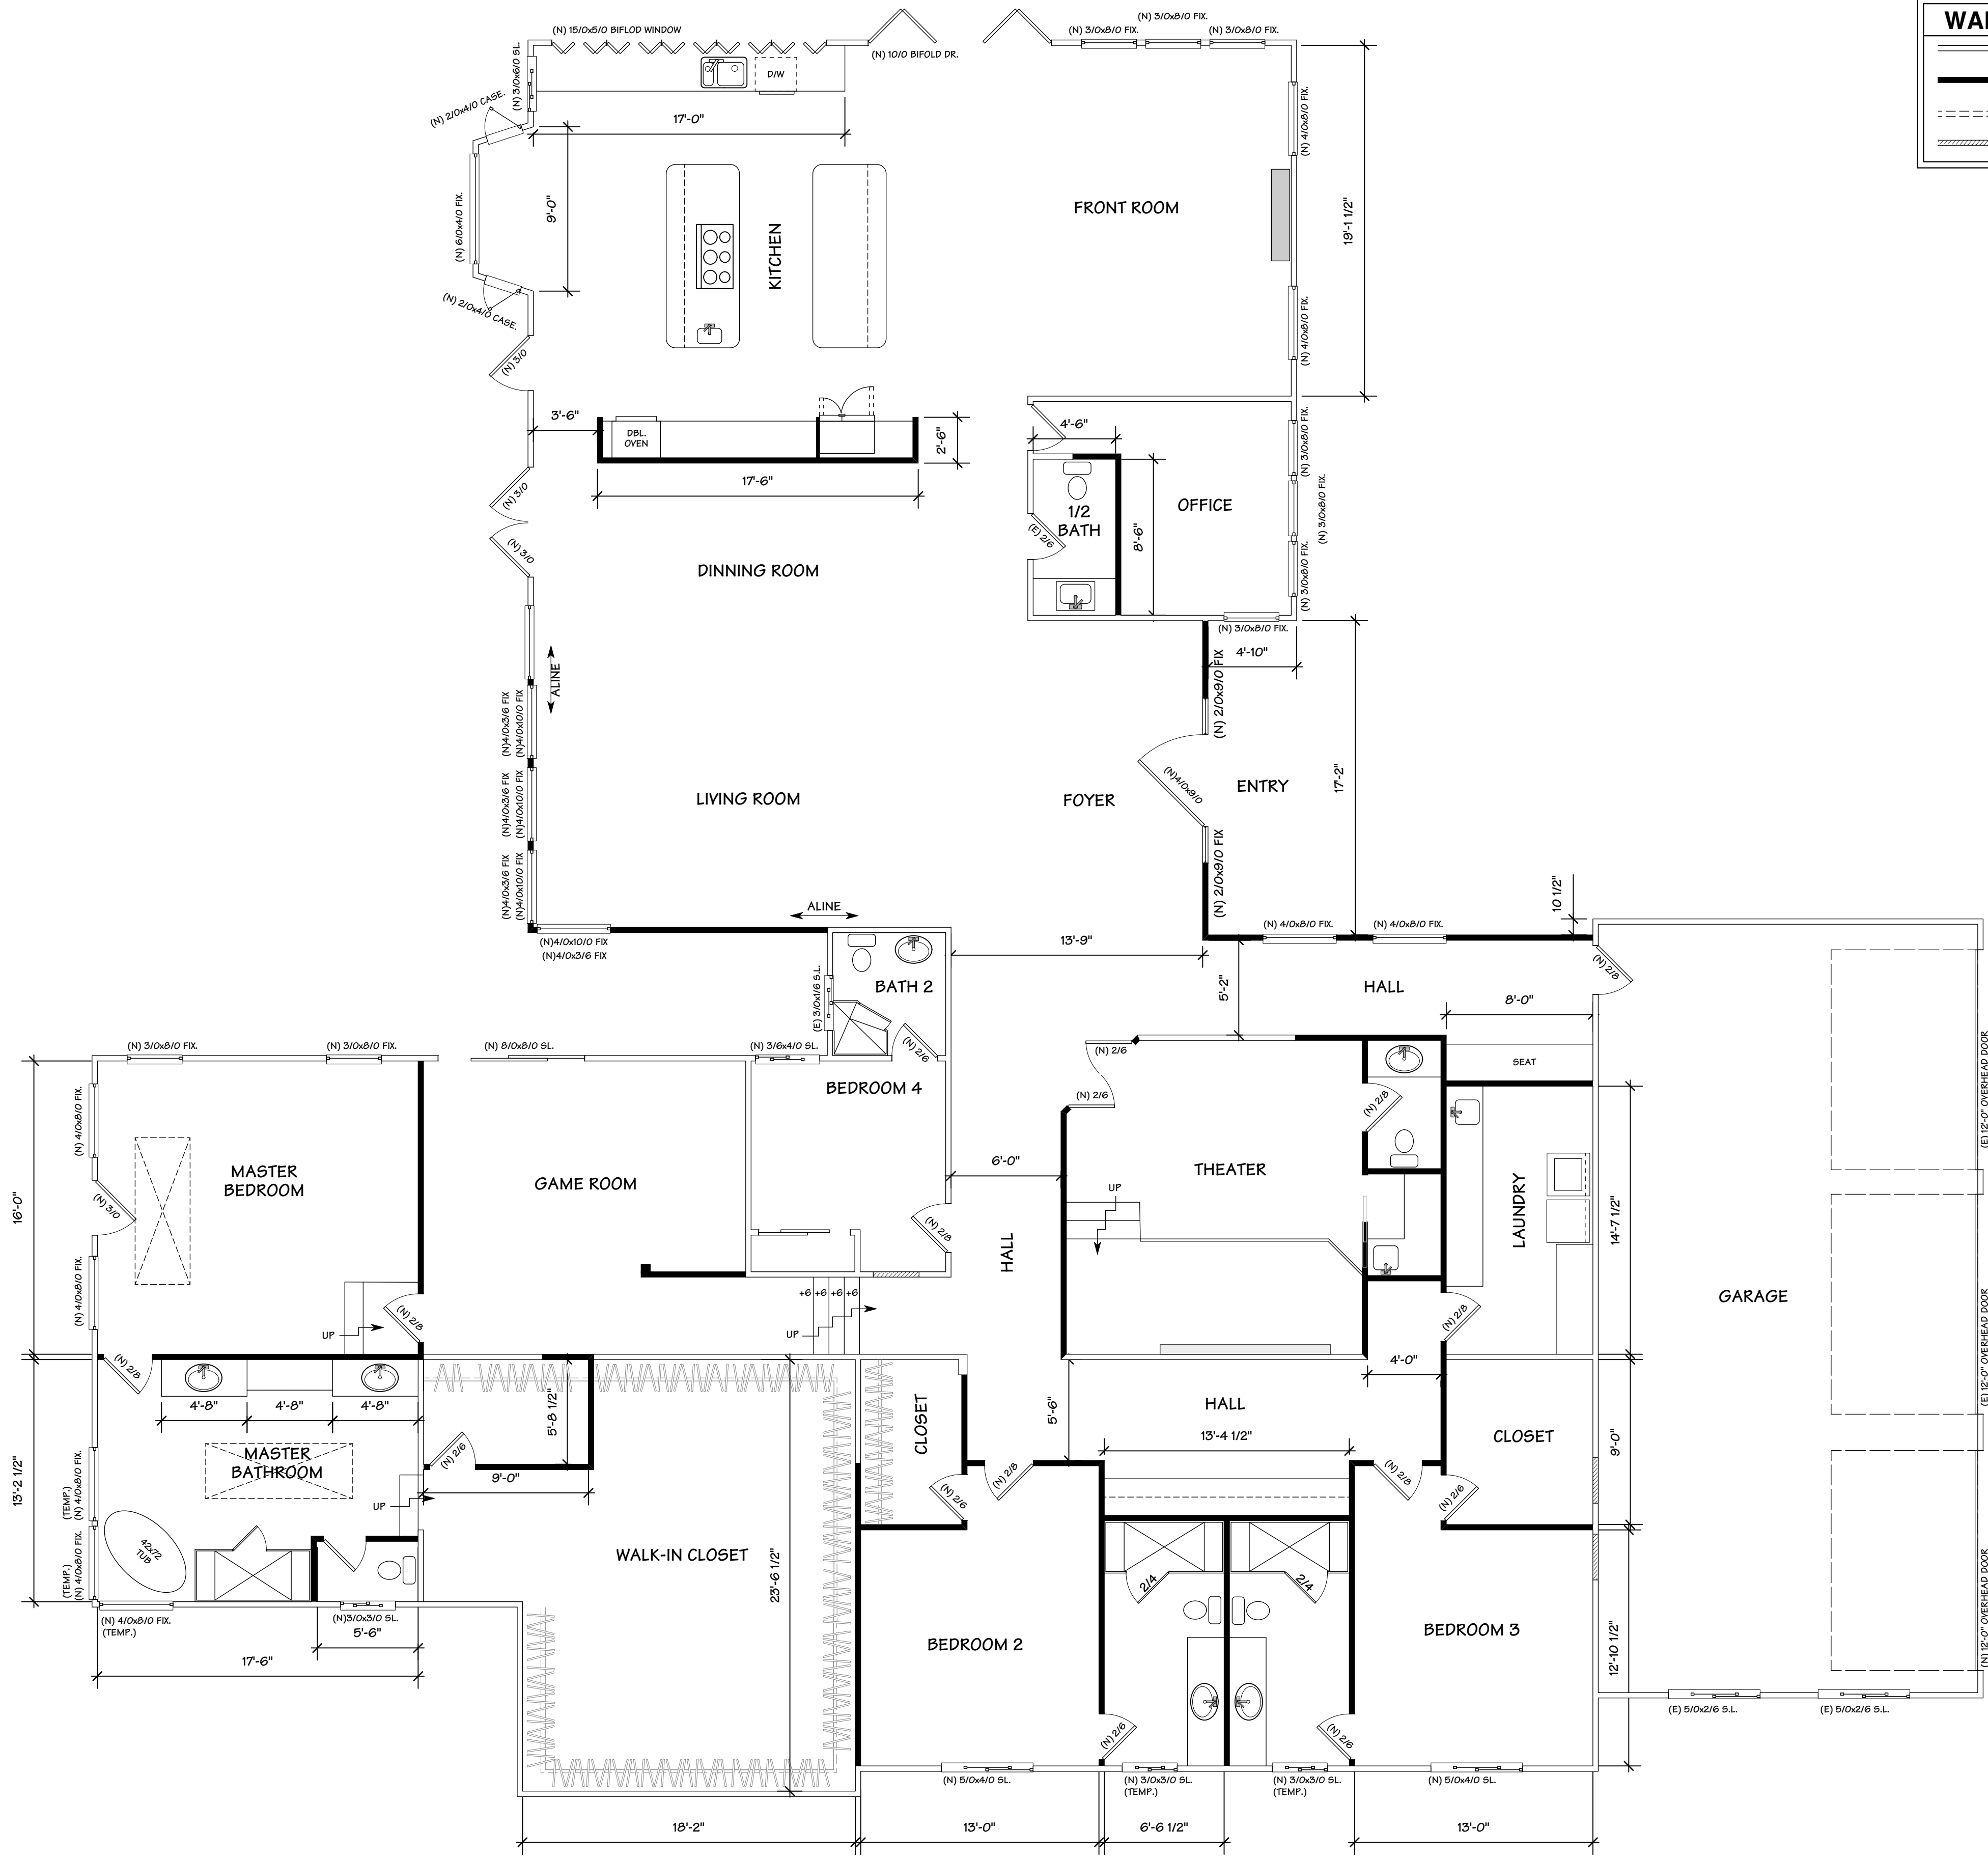 WAI
(N) 15/0x5/0 BIFLOD WINDOW
(N) 10/0 BIFOLD DR.
(N) 3/0x8/0 FIX.
(N) 3/0x8/0 FIX.
(N) 3/0x8/0 FIX.
(N) 3/0x6/0 SL.
D/W
(N) 2/0x4/0 CASE.
17'-0"
(N) 4/0x8/0 FIX.
(N) 6/0x4/0 FIX.
9'-0"
KITCHEN
FRONT ROOM
19'-1 1/2"
(N) 2/0x4/0 CASE.
(N) 4/0x8/0 FIX.
(N) 3/0
3'-6"
DBL.
OVEN
2'-6"
4'-6"
(N) 3/0x8/0 FIX.
17'-6"
(N) 3/0
(N) 3/0
1/2
BATH
(E) 2/6
8'-6"
OFFICE
(N) 3/0x8/0 FIX.
(N) 3/0x8/0 FIX.
DINNING ROOM
(N) 3/0x8/0 FIX.
4'-10"
ALINE
(N) 2/0x9/0 FIX
(N)4/0x3/6 FIX
(N)4/0x10/0 FIX
(N)4/0x3/6 FIX
(N)4/0x10/0 FIX
(N)4/0x3/6 FIX
(N)4/0x10/0 FIX
LIVING ROOM
FOYER
(N)4/0x9/0
ENTRY
17'-2"
(N) 2/0x9/0 FIX
10 1/2"
ALINE
(N)4/0x10/0 FIX
(N)4/0x3/6 FIX
13'-9"
(N) 4/0x8/0 FIX.
(N) 4/0x8/0 FIX.
(E) 3/0x1/6 S.L.
BATH 2
5'-2"
HALL
(N) 2/8
8'-0"
(N) 3/0x8/0 FIX.
(N) 3/0x8/0 FIX.
(N) 8/0x8/0 SL.
(N) 3/6x4/0 SL.
(N) 2/6
(N) 2/6
SEAT
(N) 4/0x8/0 FIX.
BEDROOM 4
(N) 2/6
(N) 2/8
(E) 12'-0" OVERHEAD DOOR
16'-0"
MASTER
BEDROOM
GAME ROOM
6'-0"
THEATER
UP
(N) 3/0
(N) 2/8
HALL
LAUNDRY
14'-7 1/2"
GARAGE
(N) 4/0x8/0 FIX.
+6 +6 +6 +6
UP
(N) 2/8
UP
(N) 2/8
(E) 12'-0" OVERHEAD DOOR
(N) 2/8
4'-8"
4'-8"
4'-8"
5'-8 1/2"
CLOSET
5'-6"
HALL
4'-0"
13'-4 1/2"
CLOSET
9'-0"
13'-2 1/2"
MASTER
BATHROOM
(N) 2/6
9'-0"
UP
(N) 2/8
(N) 2/8
(N) 2/6
(N) 2/6
(TEMP.)
(N) 4/0x8/0 FIX.
42x72
TUB
(TEMP.)
(N) 4/0x8/0 FIX.
WALK-IN CLOSET
23'-6 1/2"
2/4
2/4
(N) 12'-0" OVERHEAD DOOR
(N) 4/0x8/0 FIX.
(TEMP.)
(N)3/0x3/0 SL.
5'-6"
17'-6"
BEDROOM 2
BEDROOM 3
12'-10 1/2"
(E) 5/0x2/6 S.L.
(E) 5/0x2/6 S.L.
(N) 2/6
(N) 2/6
(N) 5/0x4/0 SL.
(N) 3/0x3/0 SL.
(TEMP.)
(N) 3/0x3/0 SL.
(TEMP.)
(N) 5/0x4/0 SL.
18'-2"
13'-0"
6'-6 1/2"
13'-0"